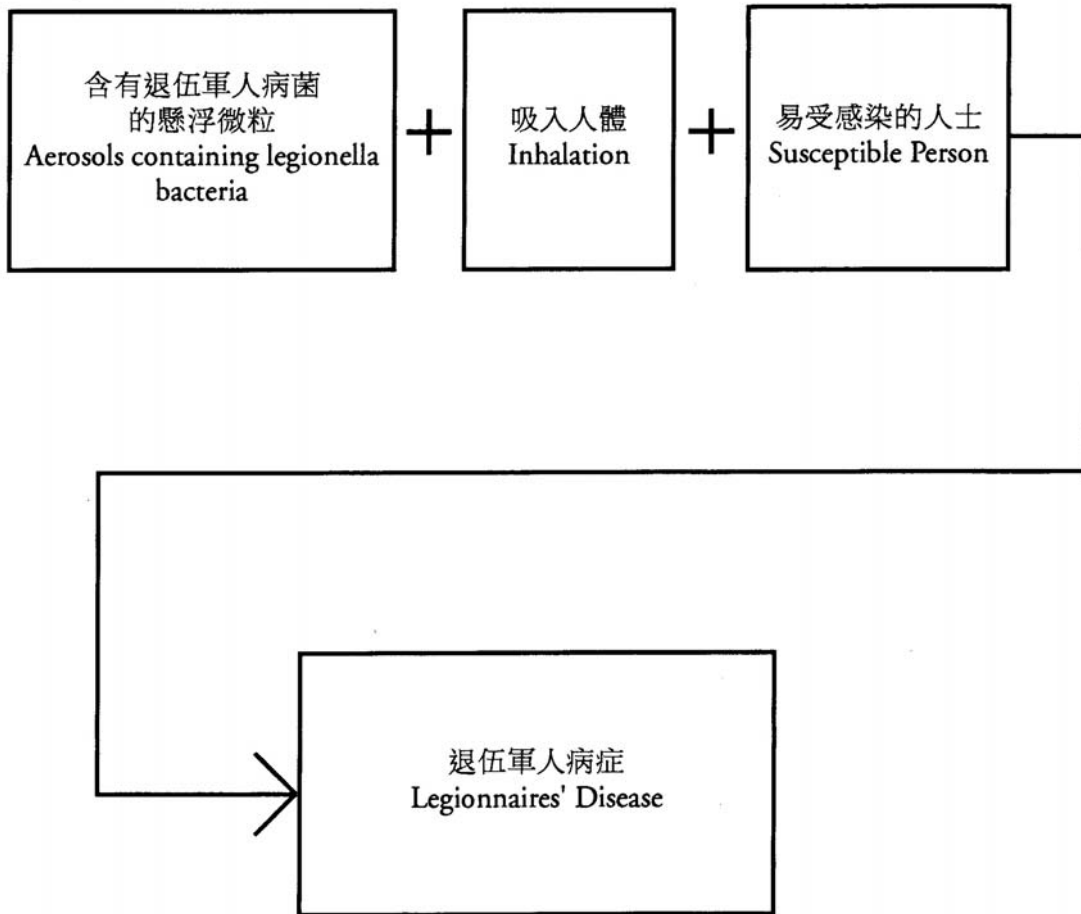 含有退伍軍人病菌
的懸浮微粒
Aerosols containing legionella
bacteria
+
吸入人體
Inhalation
+
易受感染的人士
Susceptible Person
退伍軍人病症
Legionnaires' Disease